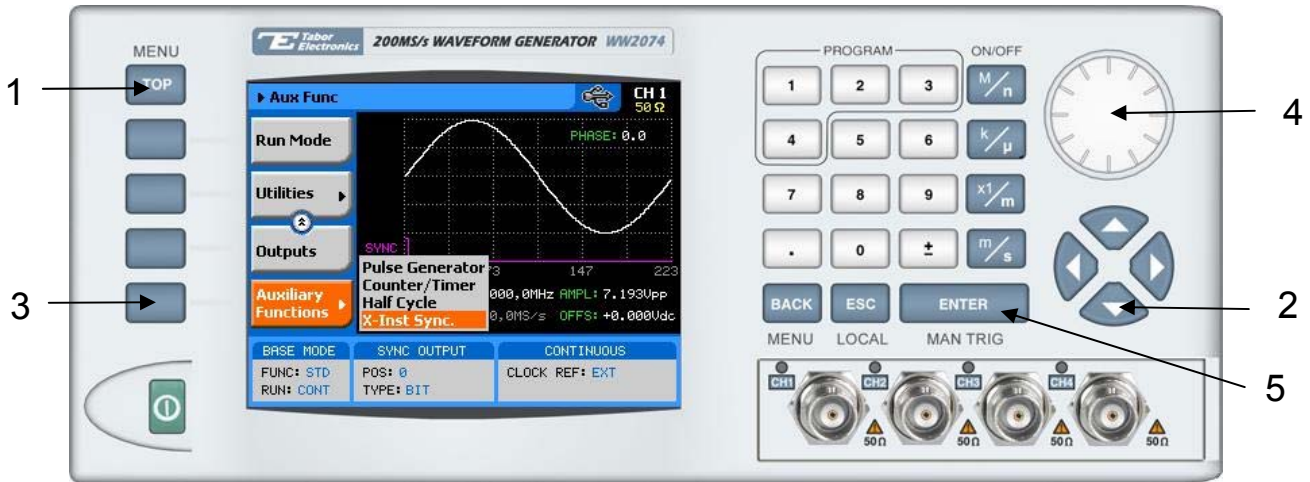 MENU
TOP
1
3
TE Tabor Electronics 200MS/s WAVEFORM GENERATOR WW2074
Aux Func
CH 1
50 Ω
Run Mode
Utilities
Outputs
Auxiliary
Functions
PHASE: 0.0
SYNC
3 147 223
Pulse Generator
Counter/Timer
Half Cycle
X-Inst Sync.
000,0MHz AMPL: 7.193Vpp
0,0MS/s OFFS: +0.000Vdc
BASE MODE
FUNC: STD
RUN: CONT
SYNC OUTPUT
POS: 0
TYPE: BIT
CONTINUOUS
CLOCK REF: EXT
PROGRAM ON/OFF
1 2 3 M/n
4 5 6 k/µ
7 8 9 x1/m
. 0 ± m/s
BACK ESC ENTER
MENU LOCAL MAN TRIG
4
2
5
CH1 CH2 CH3 CH4
50Ω 50Ω 50Ω 50Ω